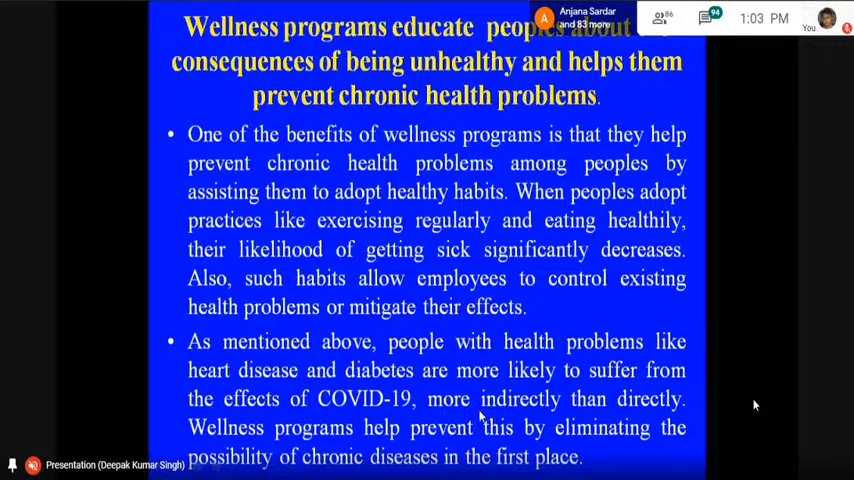 Anjana Sardar
and 83 more
86
94
1:03 PM
You
Wellness programs educate peoples about
consequences of being unhealthy and helps them
prevent chronic health problems.
• One of the benefits of wellness programs is that they help
prevent chronic health problems among peoples by
assisting them to adopt healthy habits. When peoples adopt
practices like exercising regularly and eating healthily,
their likelihood of getting sick significantly decreases.
Also, such habits allow employees to control existing
health problems or mitigate their effects.
• As mentioned above, people with health problems like
heart disease and diabetes are more likely to suffer from
the effects of COVID-19, more indirectly than directly.
Wellness programs help prevent this by eliminating the
possibility of chronic diseases in the first place.
Presentation (Deepak Kumar Singh)